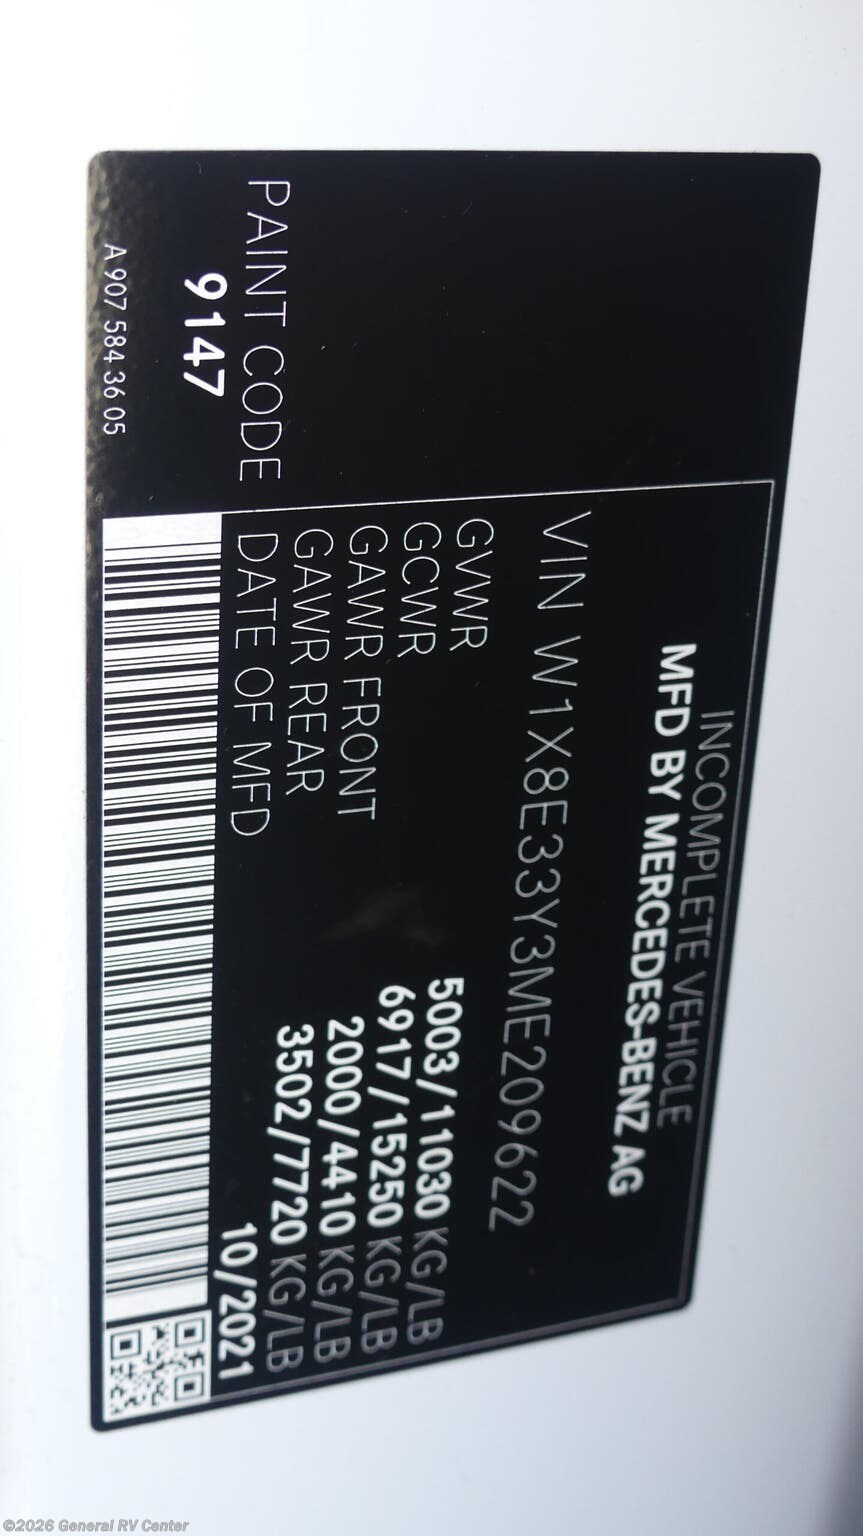 INCOMPLETE VEHICLE
MFD BY MERCEDES-BENZ AG
VIN W1X8E33Y3ME209622
GVWR 5003/11030 KG/LB
GCWR 6917/15250 KG/LB
GAWR FRONT 2000/4410 KG/LB
GAWR REAR 3502/7720 KG/LB
DATE OF MFD 10/2021
PAINT CODE
9147
A 907 584 36 05
©2026 General RV Center